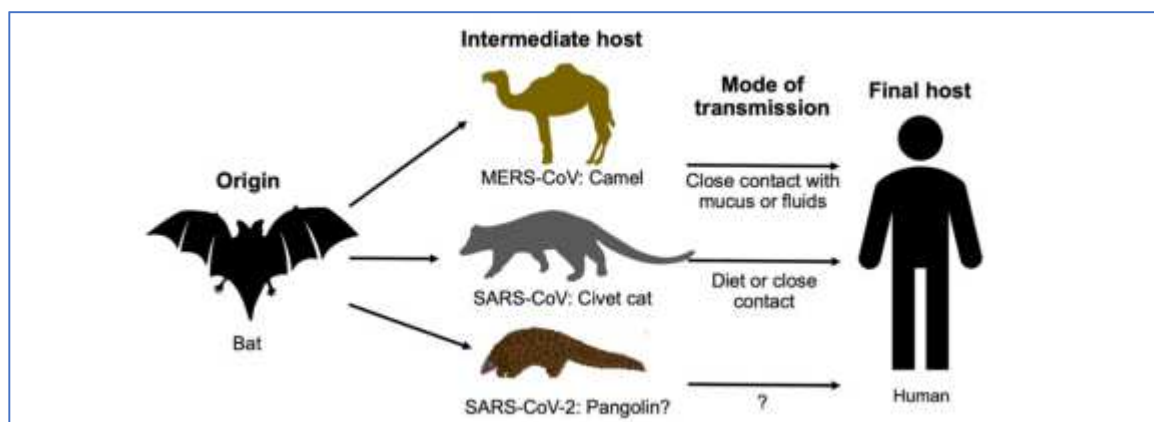 Intermediate host
Mode of
transmission
Final host
Origin
MERS-CoV: Camel
Close contact with
mucus or fluids
SARS-CoV: Civet cat
Diet or close
contact
Bat
SARS-CoV-2: Pangolin?
?
Human